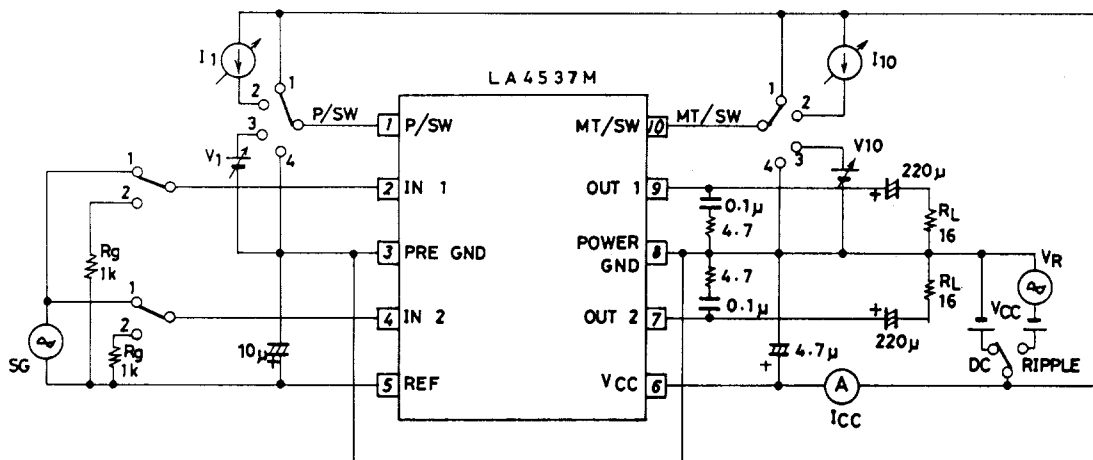 LA4537M
I1
1
2
3
4
V1
P/SW
1 P/SW
MT/SW 10
MT/SW
1
2
3
4
I10
V10
1
2
2 IN 1
OUT 1 9
0.1μ
4.7
220μ
+
RL
16
Rg
1k
3 PRE GND
POWER GND 8
4.7
0.1μ
RL
16
VR
VCC
1
2
4 IN 2
OUT 2 7
+
220μ
SG
Rg
1k
10μ
+
5 REF
VCC 6
4.7μ
+
A
ICC
DC
RIPPLE